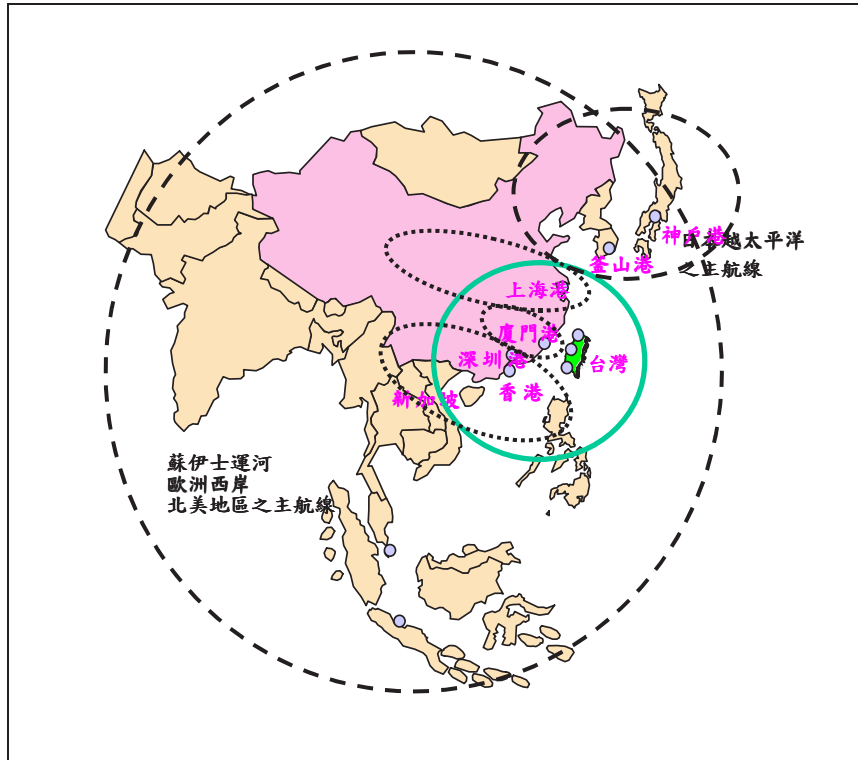 神戶港
日本越太平洋
之主航線
釜山港
上海港
廈門港
深圳港
台灣
香港
新加坡
蘇伊士運河
歐洲西岸
北美地區之主航線